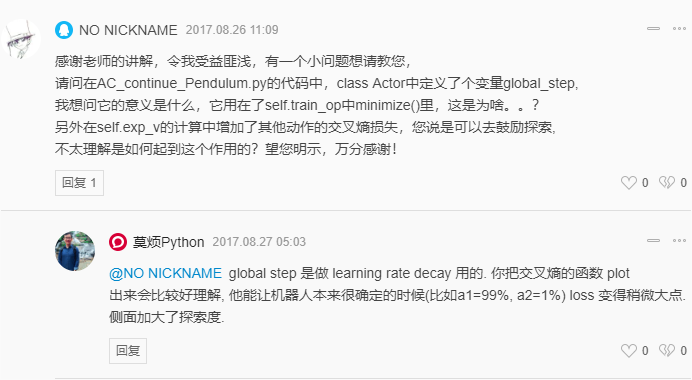 NO NICKNAME 2017.08.26 11:09
感谢老师的讲解，令我受益匪浅，有一个小问题想请教您，
请问在AC_continue_Pendulum.py的代码中，class Actor中定义了个变量global_step,
我想问它的意义是什么，它用在了self.train_op中minimize()里，这是为啥。。？
另外在self.exp_v的计算中增加了其他动作的交叉熵损失，您说是可以去鼓励探索,
不太理解是如何起到这个作用的？望您明示，万分感谢！
回复 1
0 0
莫烦Python 2017.08.27 05:03
@NO NICKNAME global step 是做 learning rate decay 用的. 你把交叉熵的函数 plot
出来会比较好理解, 他能让机器人本来很确定的时候(比如a1=99%, a2=1%) loss 变得稍微大点.
侧面加大了探索度.
回复
0 0